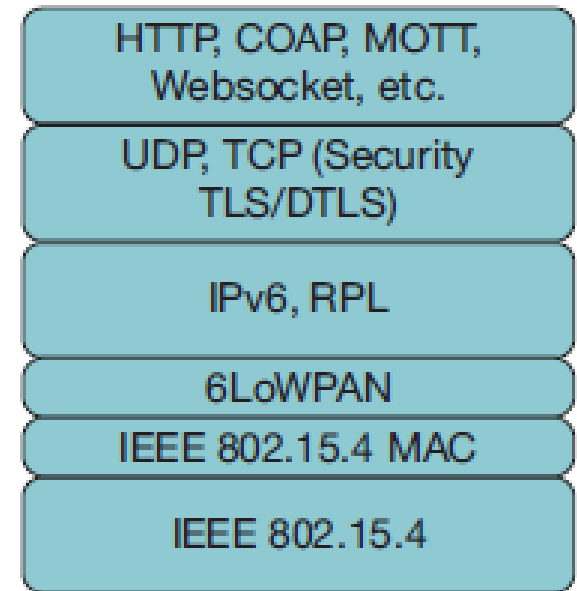 HTTP, COAP, MOTT,
Websocket, etc.
UDP, TCP (Security
TLS/DTLS)
IPv6, RPL
6LoWPAN
IEEE 802.15.4 MAC
IEEE 802.15.4